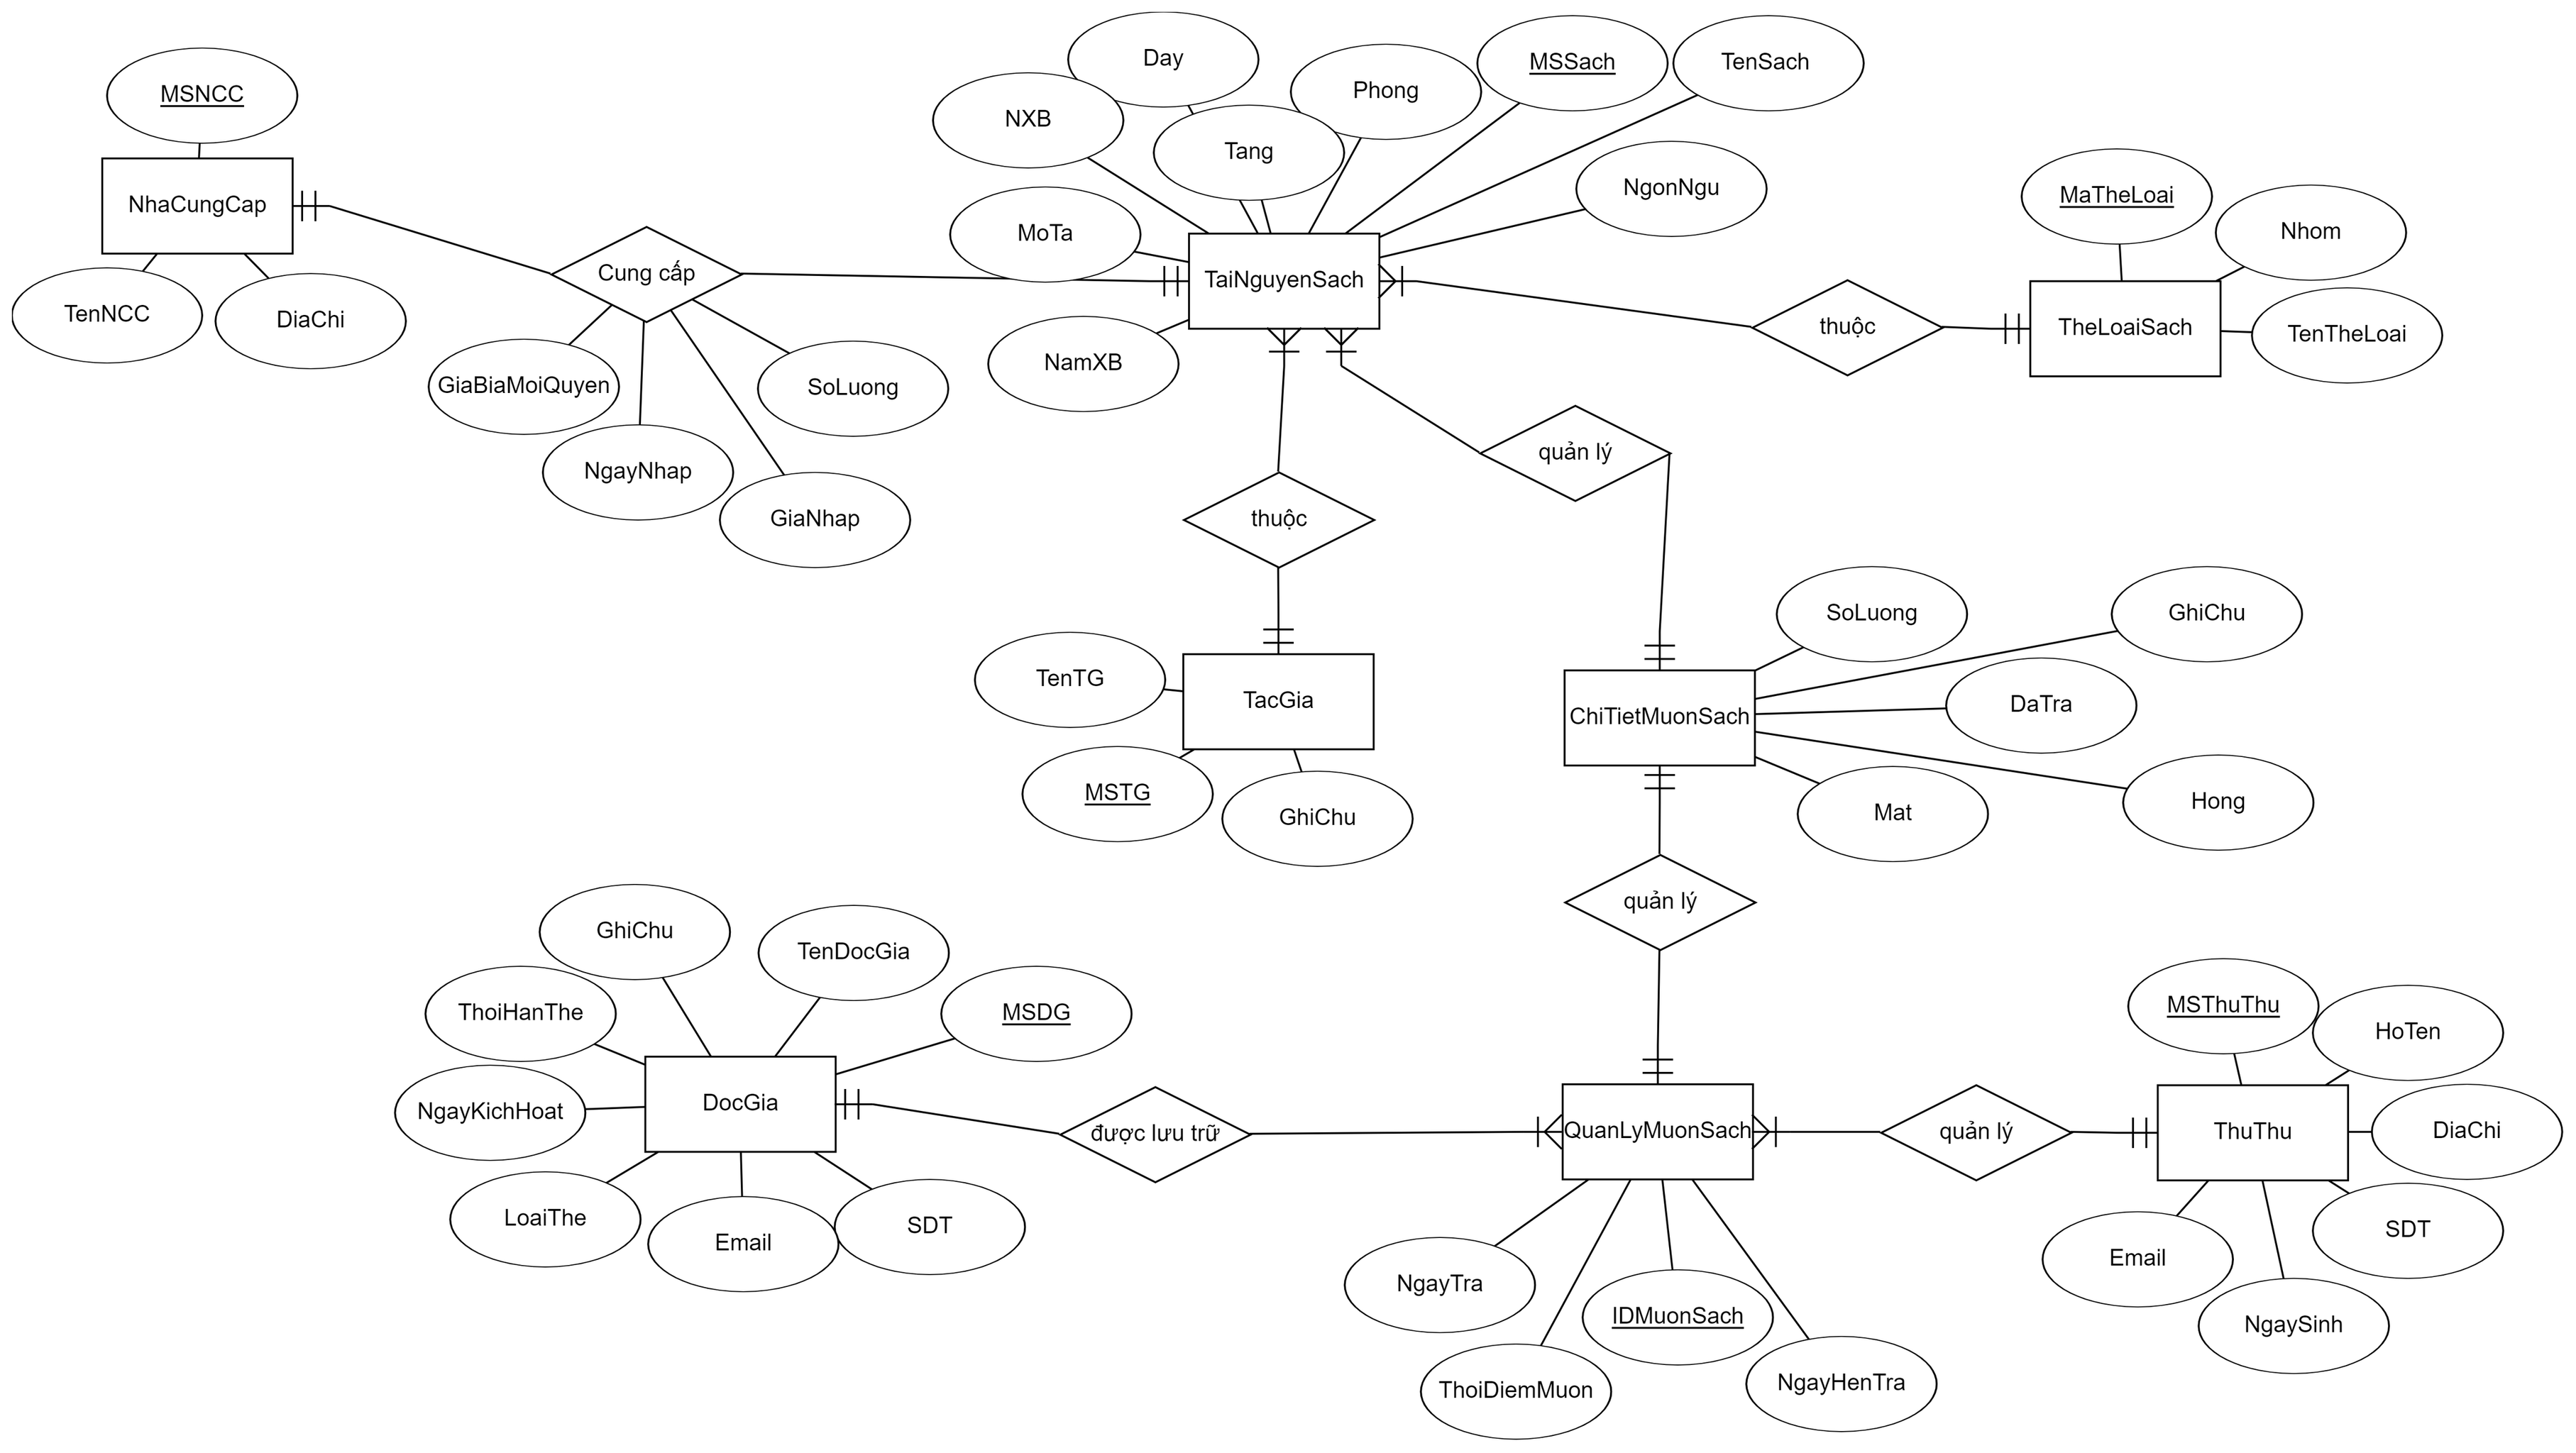 Day
MSSach
TenSach
Phong
MSNCC
NXB
Tang
NgonNgu
MaTheLoai
NhaCungCap
MoTa
Nhom
Cung cấp
TaiNguyenSach
TenNCC
DiaChi
thuộc
TheLoaiSach
TenTheLoai
NamXB
GiaBiaMoiQuyen
SoLuong
quản lý
NgayNhap
GiaNhap
thuộc
SoLuong
GhiChu
TenTG
TacGia
ChiTietMuonSach
DaTra
MSTG
GhiChu
Mat
Hong
quản lý
GhiChu
TenDocGia
ThoiHanThe
MSDG
MSThuThu
HoTen
NgayKichHoat
DocGia
được lưu trữ
QuanLyMuonSach
quản lý
ThuThu
DiaChi
LoaiThe
Email
SDT
SDT
Email
NgayTra
IDMuonSach
NgaySinh
ThoiDiemMuon
NgayHenTra